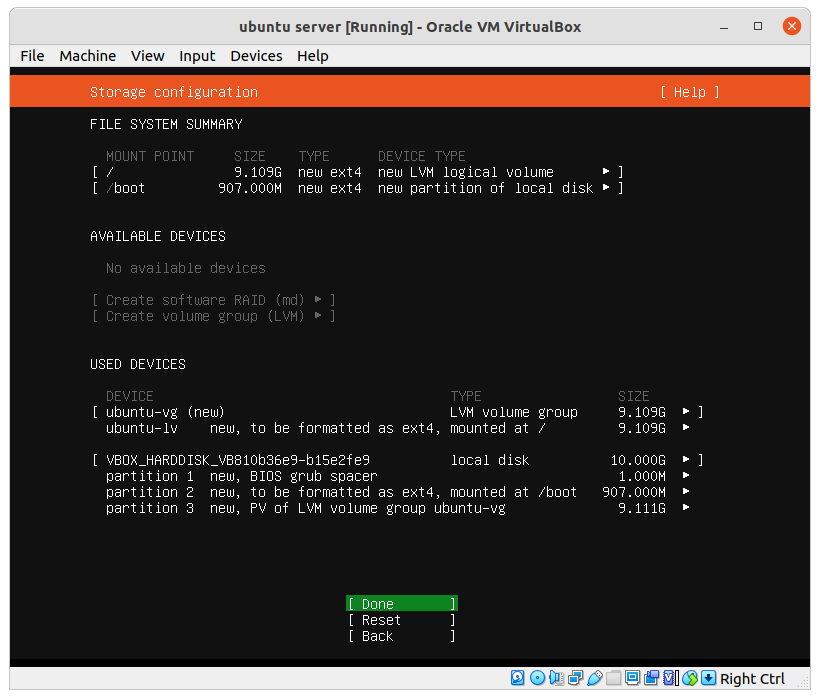 ubuntu server [Running] - Oracle VM VirtualBox
File Machine View Input Devices Help
Storage configuration [ Help ]
FILE SYSTEM SUMMARY
MOUNT POINT SIZE TYPE DEVICE TYPE
[ / 9.109G new ext4 new LVM logical volume ▸ ]
[ /boot 907.000M new ext4 new partition of local disk ▸ ]
AVAILABLE DEVICES
No available devices
[ Create software RAID (md) ▸ ]
[ Create volume group (LVM) ▸ ]
USED DEVICES
DEVICE TYPE SIZE
[ ubuntu-vg (new) LVM volume group 9.109G ▸ ]
ubuntu-lv new, to be formatted as ext4, mounted at / 9.109G ▸
[ VBOX_HARDDISK_VB810b36e9-b15e2fe9 local disk 10.000G ▸ ]
partition 1 new, BIOS grub spacer 1.000M ▸
partition 2 new, to be formatted as ext4, mounted at /boot 907.000M ▸
partition 3 new, PV of LVM volume group ubuntu-vg 9.111G ▸
[ Done ]
[ Reset ]
[ Back ]
Right Ctrl